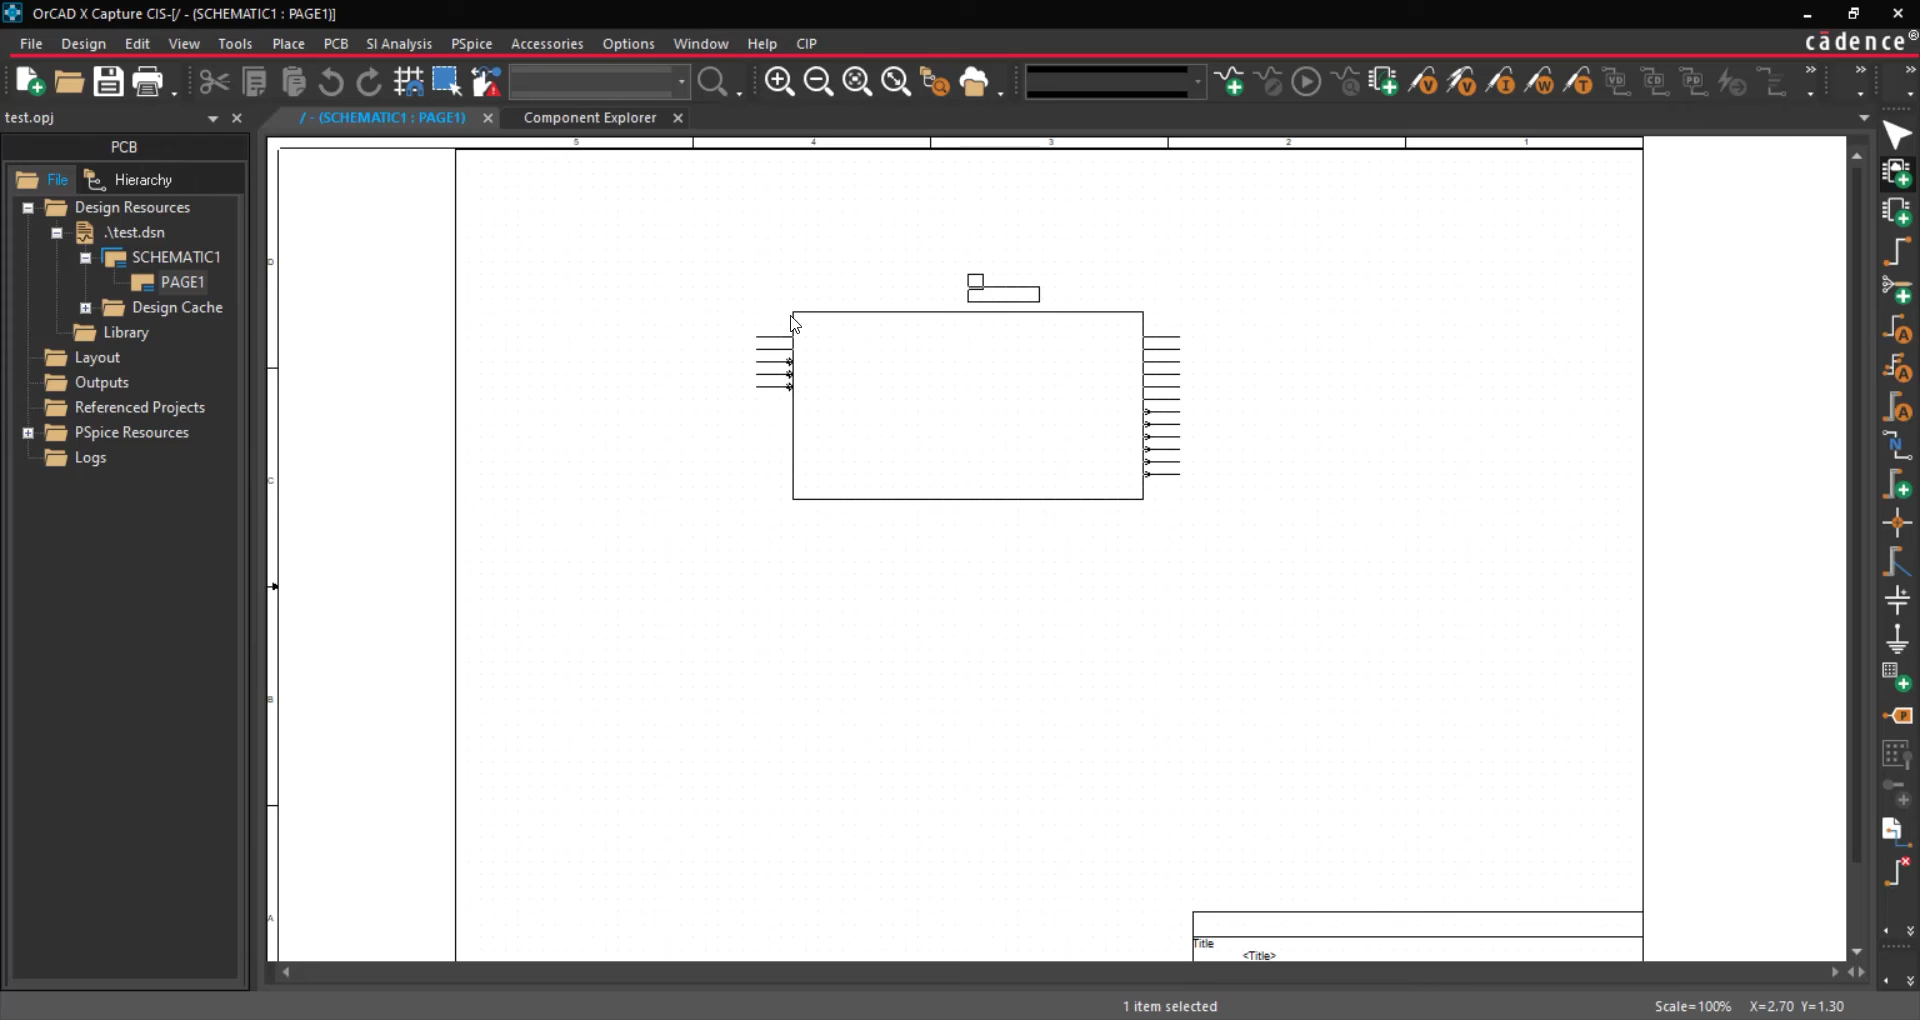 OrCAD X Capture CIS-[/ - (SCHEMATIC1 : PAGE1)]
File Design Edit View Tools Place PCB SI Analysis PSpice Accessories Options Window Help CIP
cādence®
test.opj
/ - (SCHEMATIC1 : PAGE1)
Component Explorer
PCB
File
Hierarchy
Design Resources
.\test.dsn
SCHEMATIC1
PAGE1
Design Cache
Library
Layout
Outputs
Referenced Projects
PSpice Resources
Logs
5 4 3 2 1
D
C
B
A
Title
<Title>
1 item selected
Scale=100% X=2.70 Y=1.30